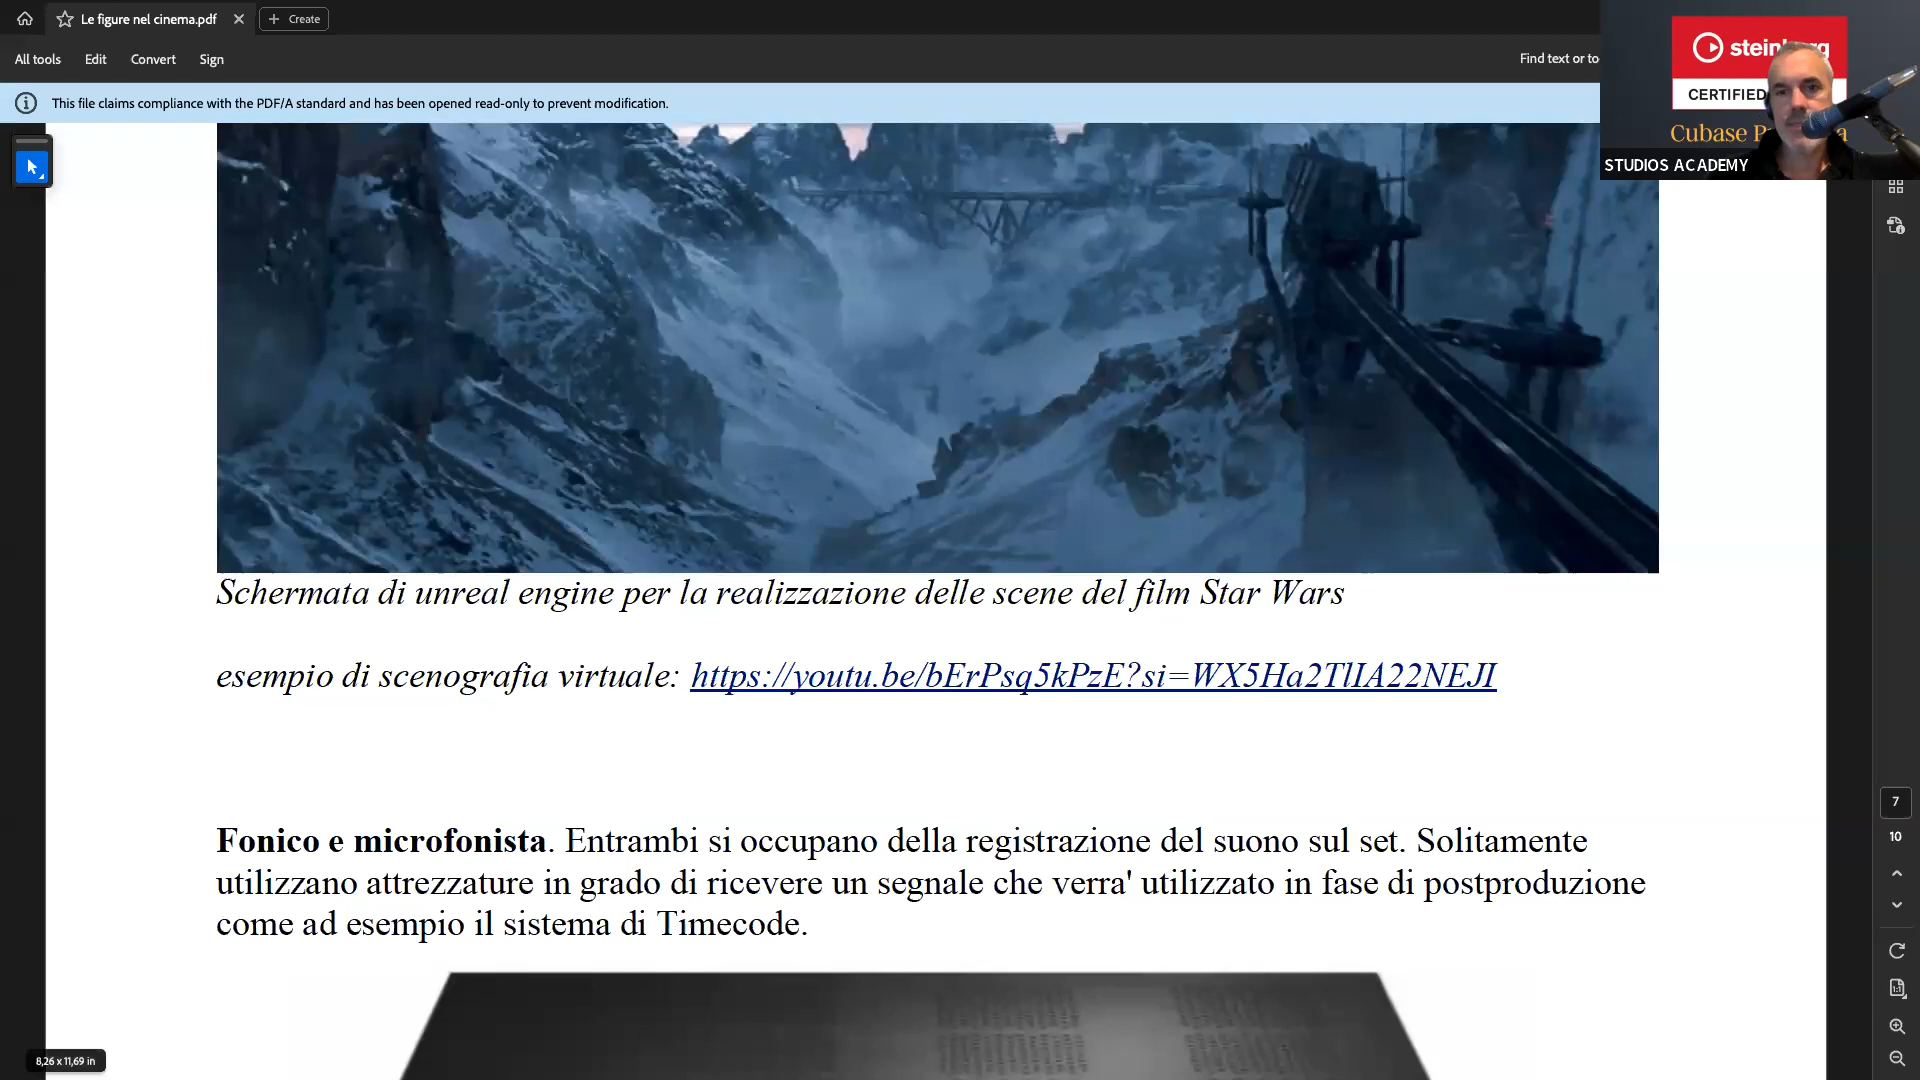 Le figure nel cinema.pdf
Create
All tools
Edit
Convert
Sign
Find text or to
This file claims compliance with the PDF/A standard and has been opened read-only to prevent modification.
CERTIFIED
Cubase
STUDIOS ACADEMY
Schermata di unreal engine per la realizzazione delle scene del film Star Wars
esempio di scenografia virtuale: https://youtu.be/bErPsq5kPzE?si=WX5Ha2TlIA22NEJI
Fonico e microfonista. Entrambi si occupano della registrazione del suono sul set. Solitamente
utilizzano attrezzature in grado di ricevere un segnale che verra' utilizzato in fase di postproduzione
come ad esempio il sistema di Timecode.
7
10
8,26 x 11,69 in